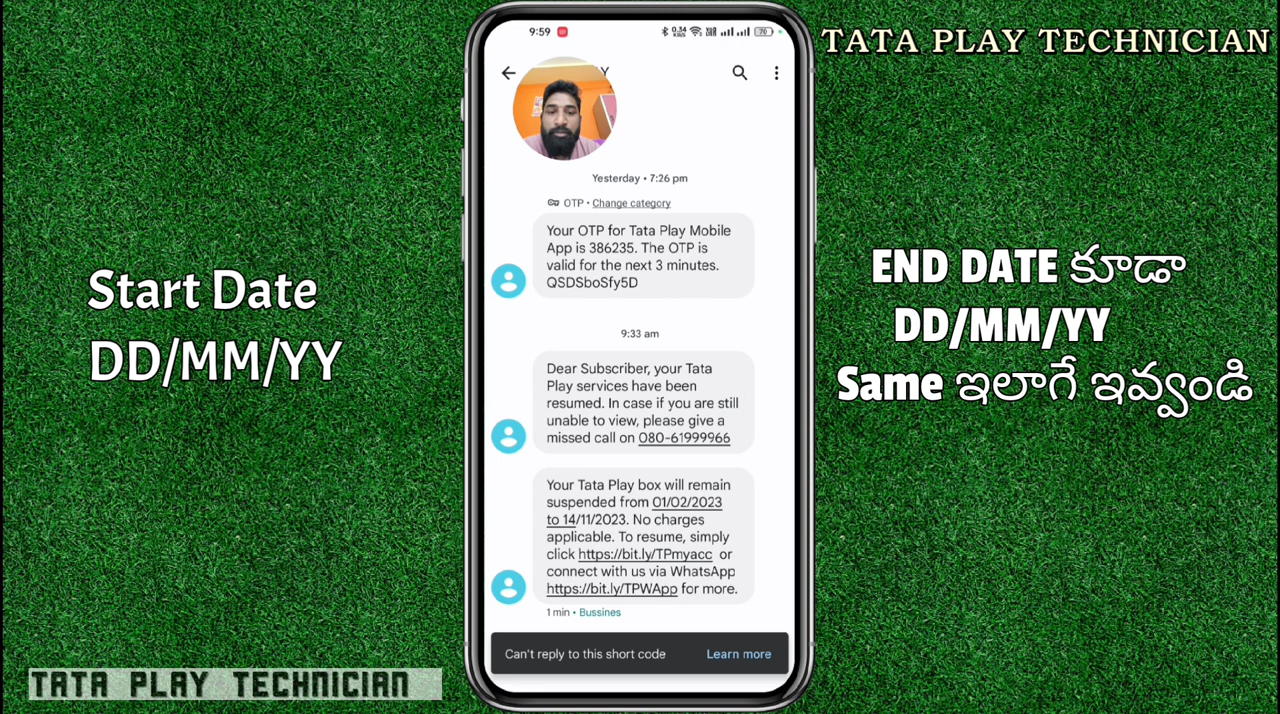 TATA PLAY TECHNICIAN
9:59
0.34
70
Y
Yesterday • 7:26 pm
OTP • Change category
Your OTP for Tata Play Mobile
App is 386235. The OTP is
valid for the next 3 minutes.
QSDSboSfy5D
9:33 am
Dear Subscriber, your Tata
Play services have been
resumed. In case if you are still
unable to view, please give a
missed call on 080-61999966
Your Tata Play box will remain
suspended from 01/02/2023
to 14/11/2023. No charges
applicable. To resume, simply
click https://bit.ly/TPmyacc or
connect with us via WhatsApp
https://bit.ly/TPWApp for more.
1 min • Bussines
Can't reply to this short code Learn more
Start Date
DD/MM/YY
END DATE కూడా
DD/MM/YY
Same ఇలాగే ఇవ్వండి
TATA PLAY TECHNICIAN